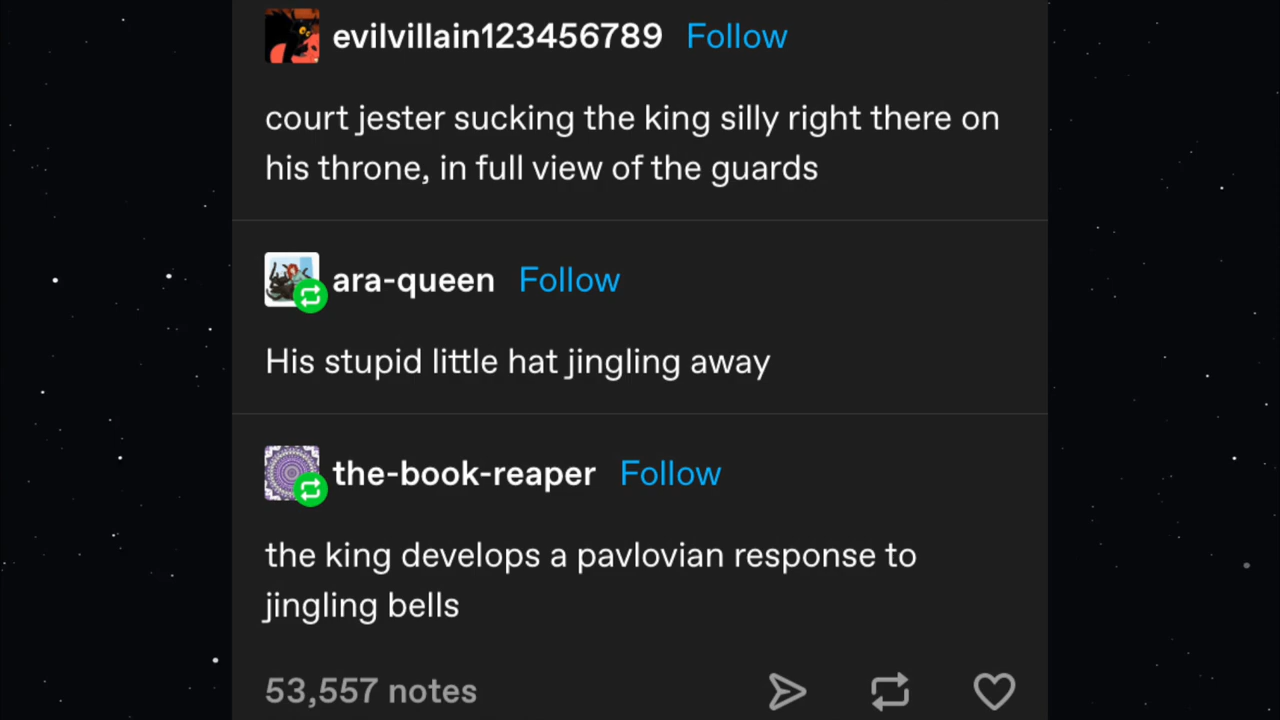 evilvillain123456789 Follow
court jester sucking the king silly right there on
his throne, in full view of the guards
ara-queen Follow
His stupid little hat jingling away
the-book-reaper Follow
the king develops a pavlovian response to
jingling bells
53,557 notes